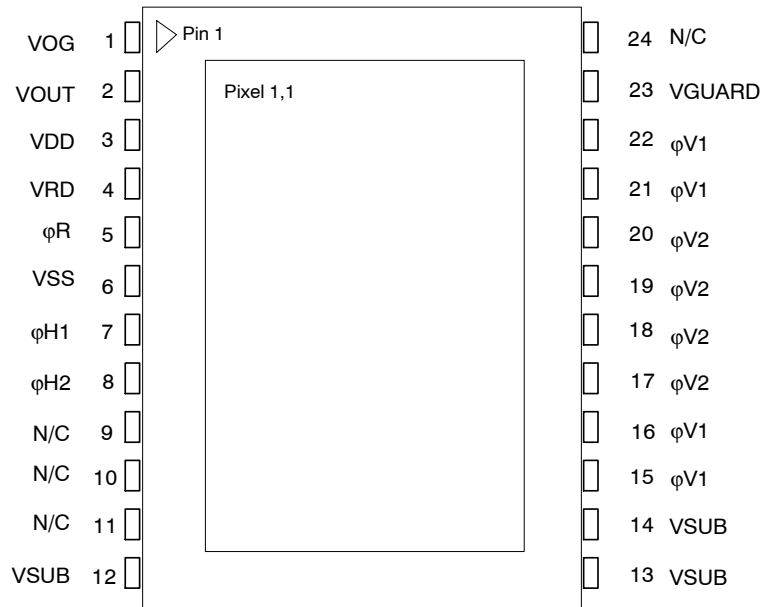 VOG 1 Pin 1 24 N/C
VOUT 2 Pixel 1,1 23 VGUARD
VDD 3 22 φV1
VRD 4 21 φV1
φR 5 20 φV2
VSS 6 19 φV2
φH1 7 18 φV2
φH2 8 17 φV2
N/C 9 16 φV1
N/C 10 15 φV1
N/C 11 14 VSUB
VSUB 12 13 VSUB